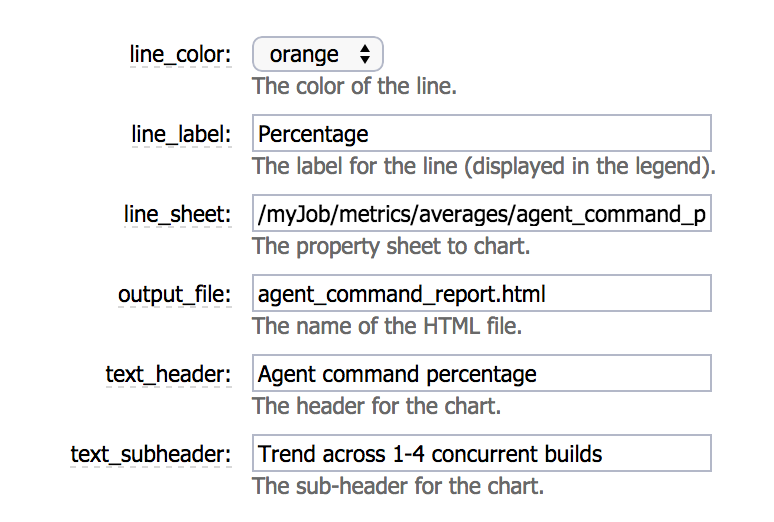 line_color: orange
The color of the line.
line_label: Percentage
The label for the line (displayed in the legend).
line_sheet: /myJob/metrics/averages/agent_command_p
The property sheet to chart.
output_file: agent_command_report.html
The name of the HTML file.
text_header: Agent command percentage
The header for the chart.
text_subheader: Trend across 1-4 concurrent builds
The sub-header for the chart.